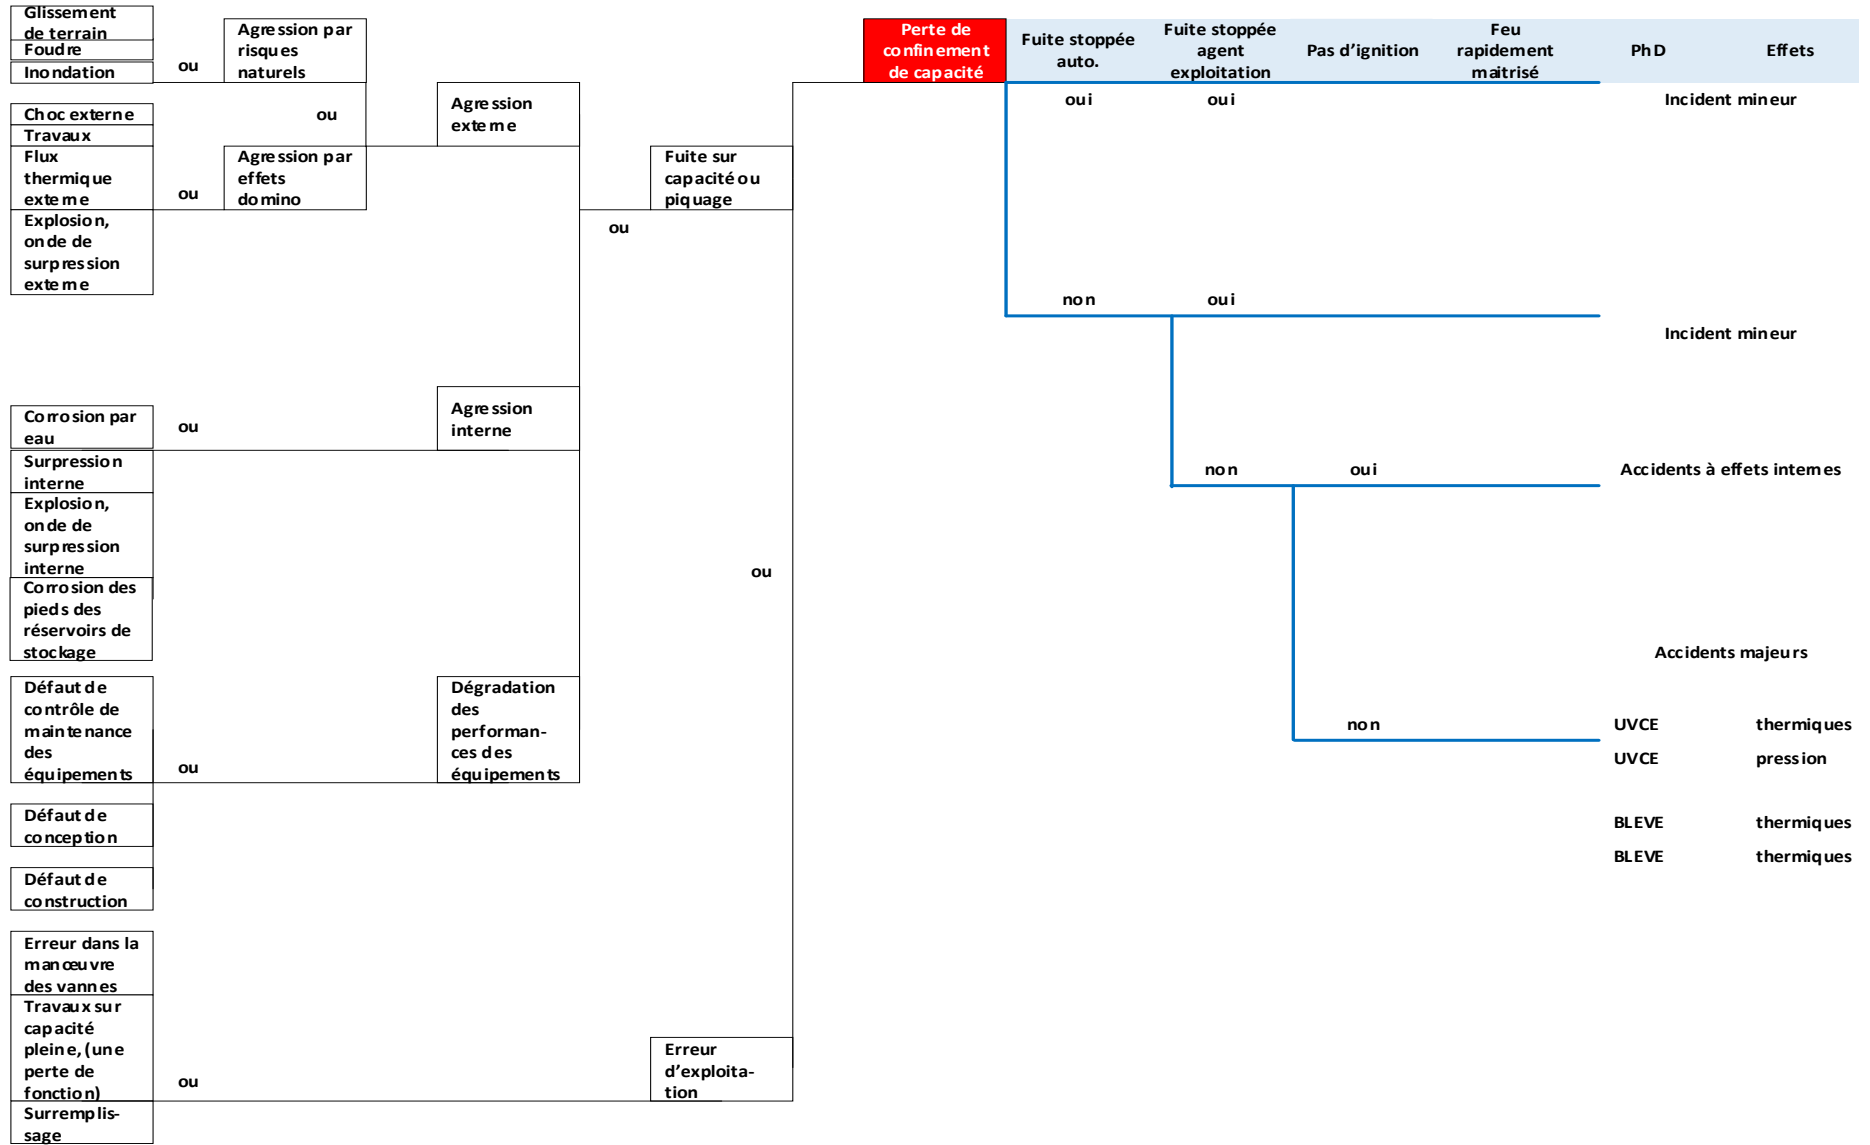 Glissement
de terrain
Foudre
Inondation
ou
Agression par
risques
naturels
Choc externe
Travaux
Flux
thermique
externe
Explosion,
onde de
surpression
externe
ou
ou
Agression par
effets
domino
Agression
externe
Corrosion par
eau
Surpression
interne
Explosion,
onde de
surpression
interne
Corrosion des
pieds des
réservoirs de
stockage
ou
Agression
interne
Défaut de
contrôle de
maintenance
des
équipements
Défaut de
conception
Défaut de
construction
ou
Dégradation
des
performan-
ces des
équipements
ou
Fuite sur
capacité ou
piquage
Erreur dans la
manœuvre
des vannes
Travaux sur
capacité
pleine, (une
perte de
fonction)
Surremplis-
sage
ou
Erreur
d’exploita-
tion
ou
Perte de
confinement
de capacité
Fuite stoppée
auto.
Fuite stoppée
agent
exploitation
Pas d’ignition
Feu
rapidement
maitrisé
PhD
Effets
oui
oui
Incident mineur
non
oui
Incident mineur
non
oui
Accidents à effets internes
Accidents majeurs
non
UVCE
thermiques
UVCE
pression
BLEVE
thermiques
BLEVE
thermiques